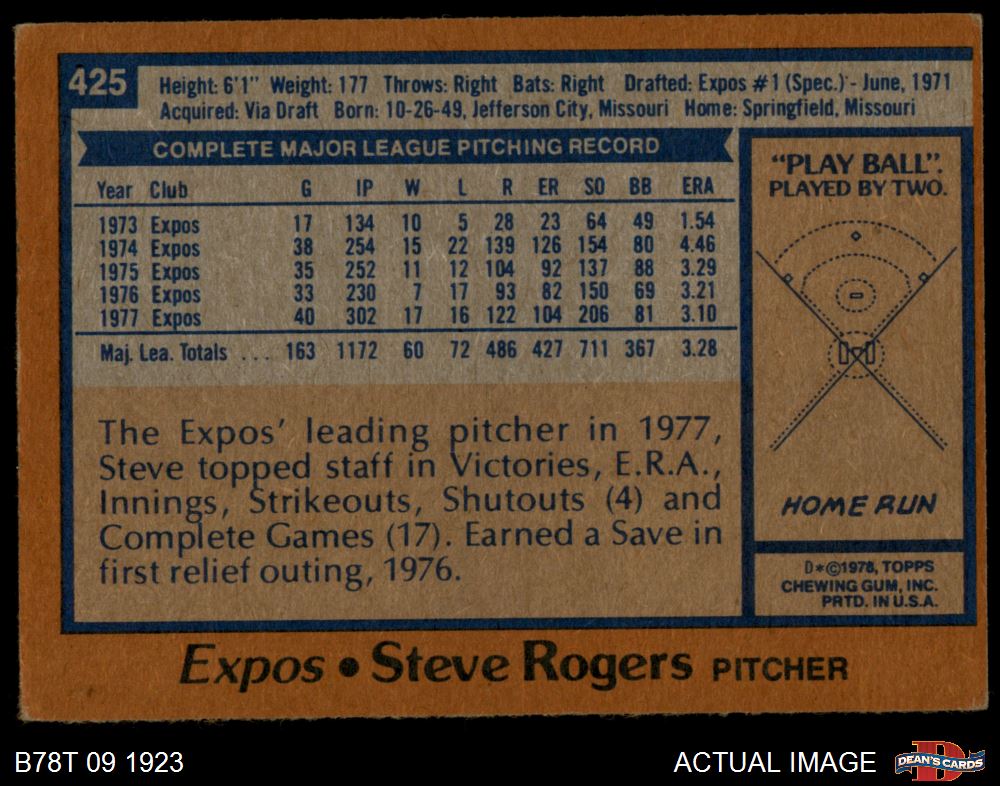 425
Height: 6'1" Weight: 177 Throws: Right Bats: Right Drafted: Expos #1 (Spec.) - June, 1971
Acquired: Via Draft Born: 10-26-49, Jefferson City, Missouri Home: Springfield, Missouri
COMPLETE MAJOR LEAGUE PITCHING RECORD
Year Club G IP W L R ER SO BB ERA
1973 Expos 17 134 10 5 28 23 64 49 1.54
1974 Expos 38 254 15 22 139 126 154 80 4.46
1975 Expos 35 252 11 12 104 92 137 88 3.29
1976 Expos 33 230 7 17 93 82 150 69 3.21
1977 Expos 40 302 17 16 122 104 206 81 3.10
Maj. Lea. Totals ... 163 1172 60 72 486 427 711 367 3.28
The Expos' leading pitcher in 1977,
Steve topped staff in Victories, E.R.A.,
Innings, Strikeouts, Shutouts (4) and
Complete Games (17). Earned a Save in
first relief outing, 1976.
"PLAY BALL".
PLAYED BY TWO.
HOME RUN
D*©1978, TOPPS
CHEWING GUM, INC.
PRTD. IN U.S.A.
Expos • Steve Rogers PITCHER
B78T 09 1923
ACTUAL IMAGE
D
DEAN'S CARDS